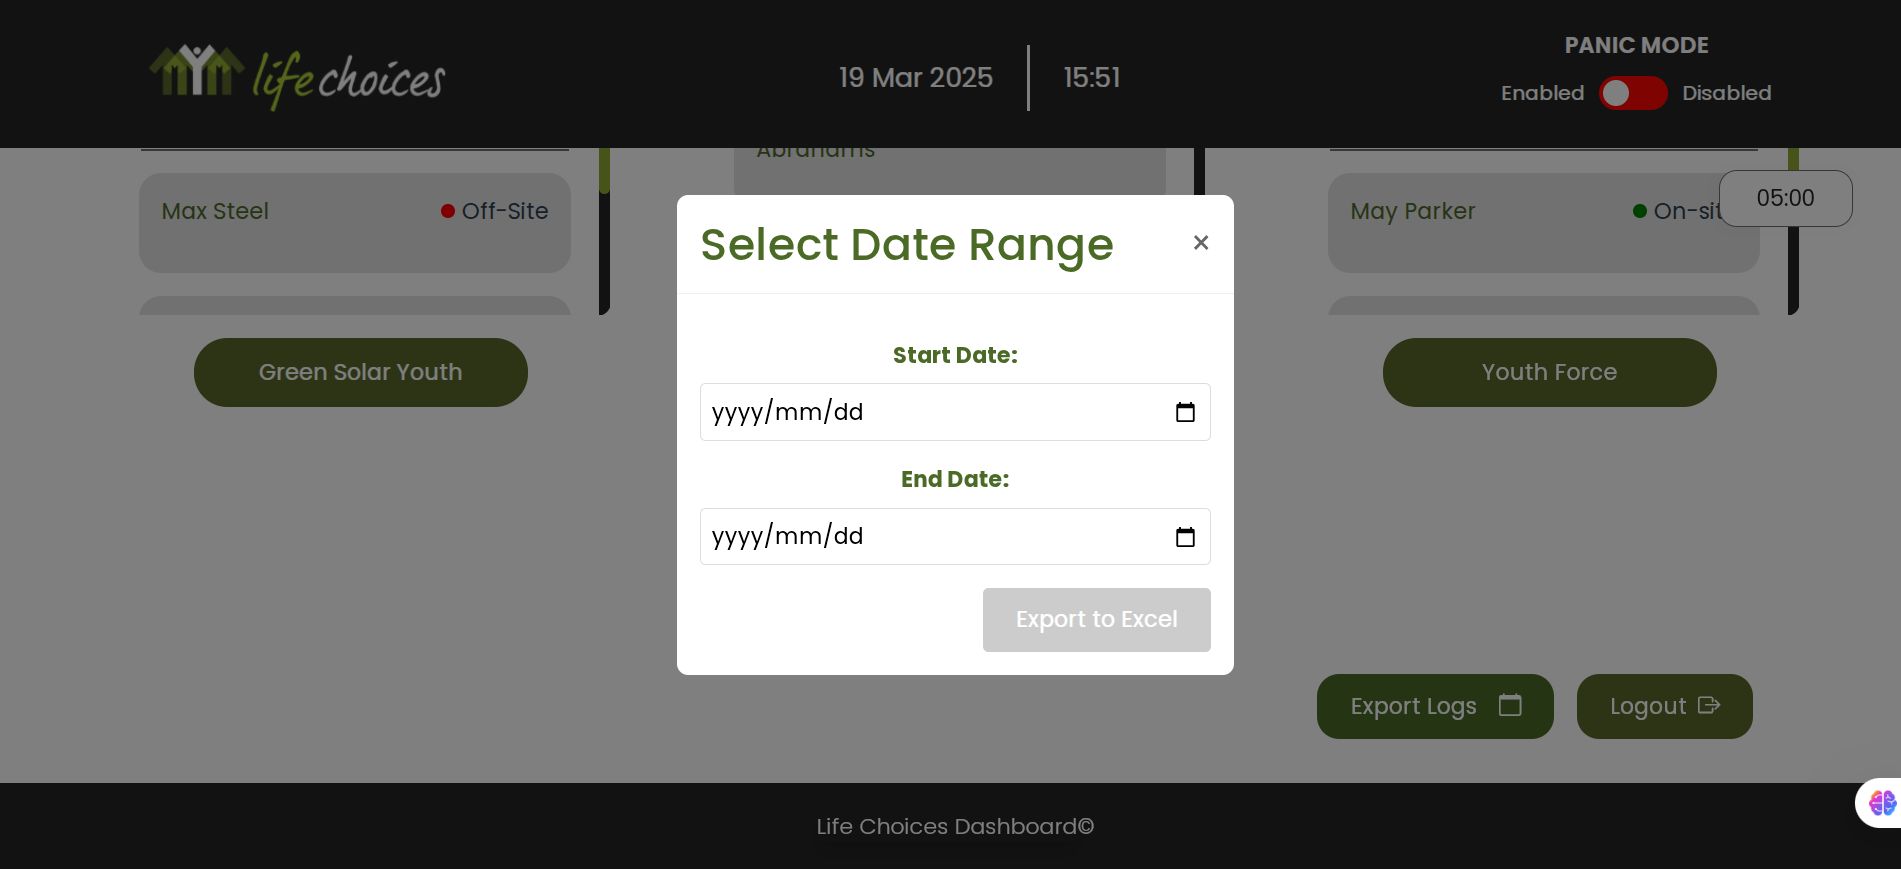 life choices
19 Mar 2025
15:51
PANIC MODE
Enabled
Disabled
Abrahams
Max Steel
Off-Site
May Parker
On-sit
05:00
Select Date Range
×
Start Date:
yyyy/mm/dd
End Date:
yyyy/mm/dd
Export to Excel
Green Solar Youth
Youth Force
Export Logs
Logout
Life Choices Dashboard©